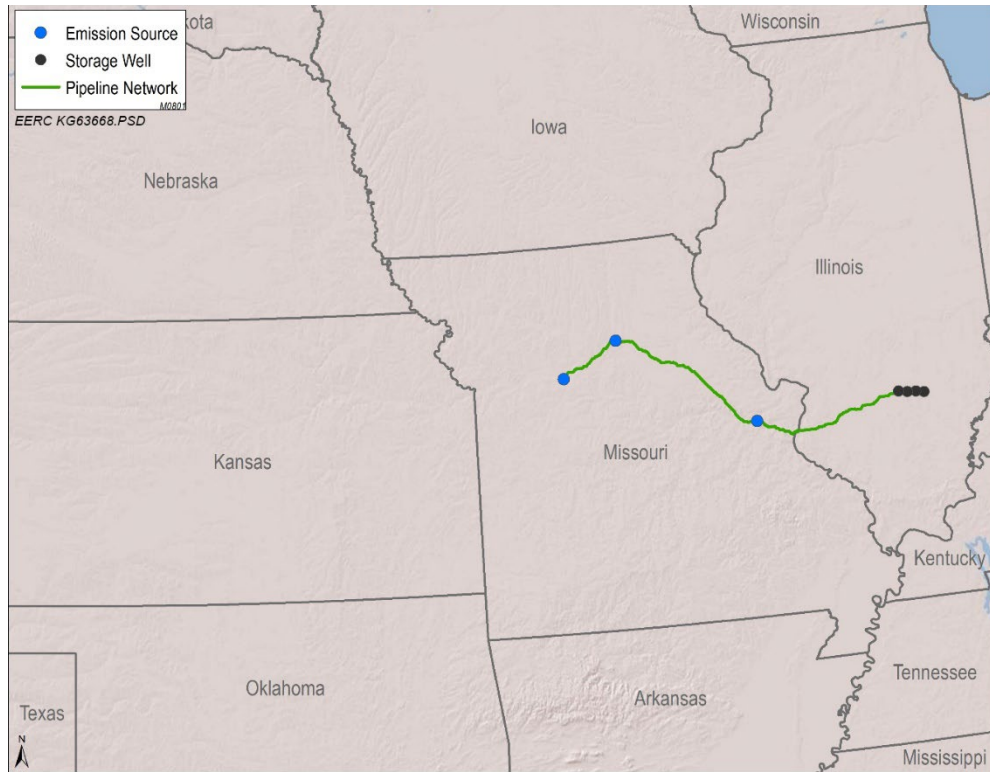 Emission Source
Storage Well
Pipeline Network
M0801
EERC KG63668.PSD
kota
Wisconsin
Iowa
Nebraska
Illinois
Missouri
Kansas
Kentucky
Tennessee
Oklahoma
Arkansas
Texas
Mississippi
N